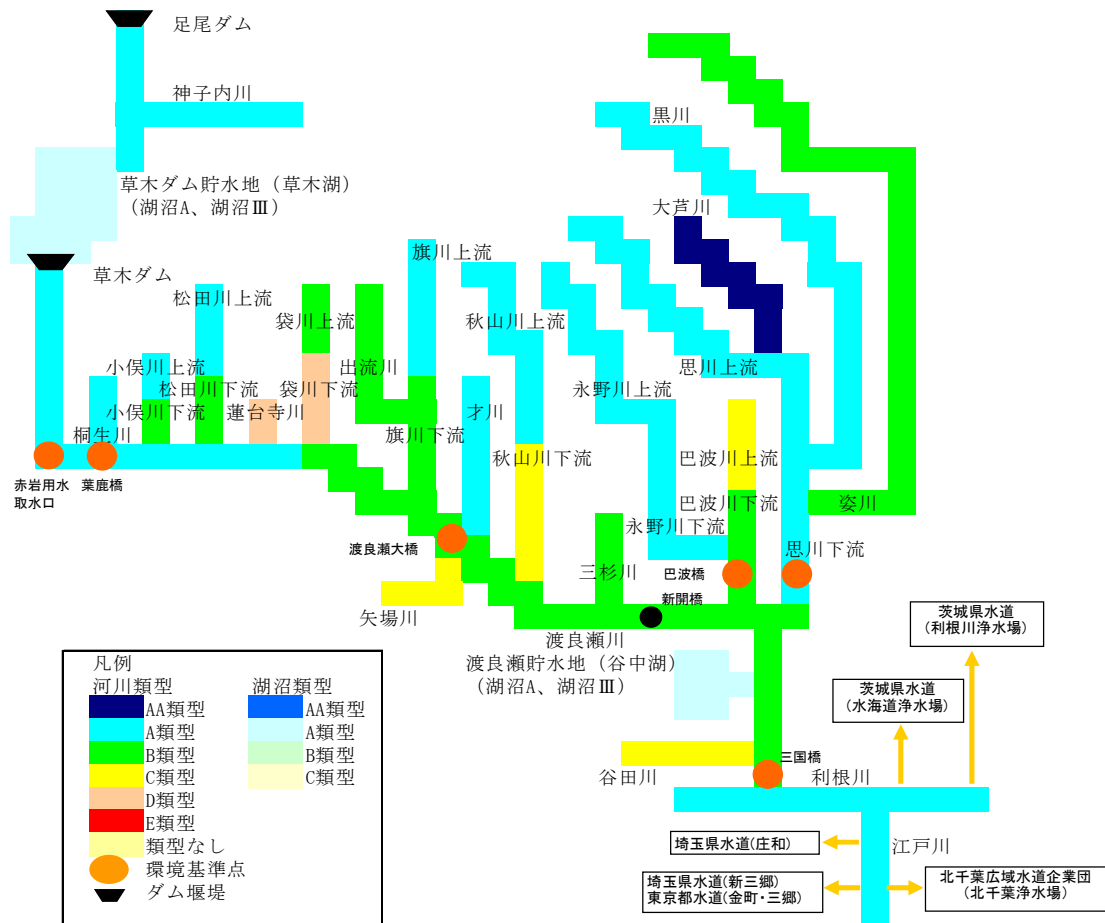 足尾ダム
神子内川
黒川
草木ダム貯水地（草木湖）
（湖沼A、湖沼Ⅲ）
大芦川
草木ダム
旗川上流
松田川上流
袋川上流
秋山川上流
小俣川上流
出流川
永野川上流
思川上流
松田川下流
袋川下流
小俣川下流
蓮台寺川
才川
桐生川
旗川下流
秋山川下流
巴波川上流
赤岩用水
取水口
葉鹿橋
巴波川下流
姿川
永野川下流
渡良瀬大橋
思川下流
三杉川
巴波橋
新開橋
矢場川
渡良瀬川
渡良瀬貯水地（谷中湖）
（湖沼A、湖沼Ⅲ）
茨城県水道
（利根川浄水場）
茨城県水道
（水海道浄水場）
三国橋
谷田川
利根川
江戸川
埼玉県水道(庄和)
埼玉県水道(新三郷)
東京都水道(金町・三郷)
北千葉広域水道企業団
（北千葉浄水場）
凡例
河川類型
湖沼類型
AA類型
AA類型
A類型
A類型
B類型
B類型
C類型
C類型
D類型
E類型
類型なし
環境基準点
ダム堰堤